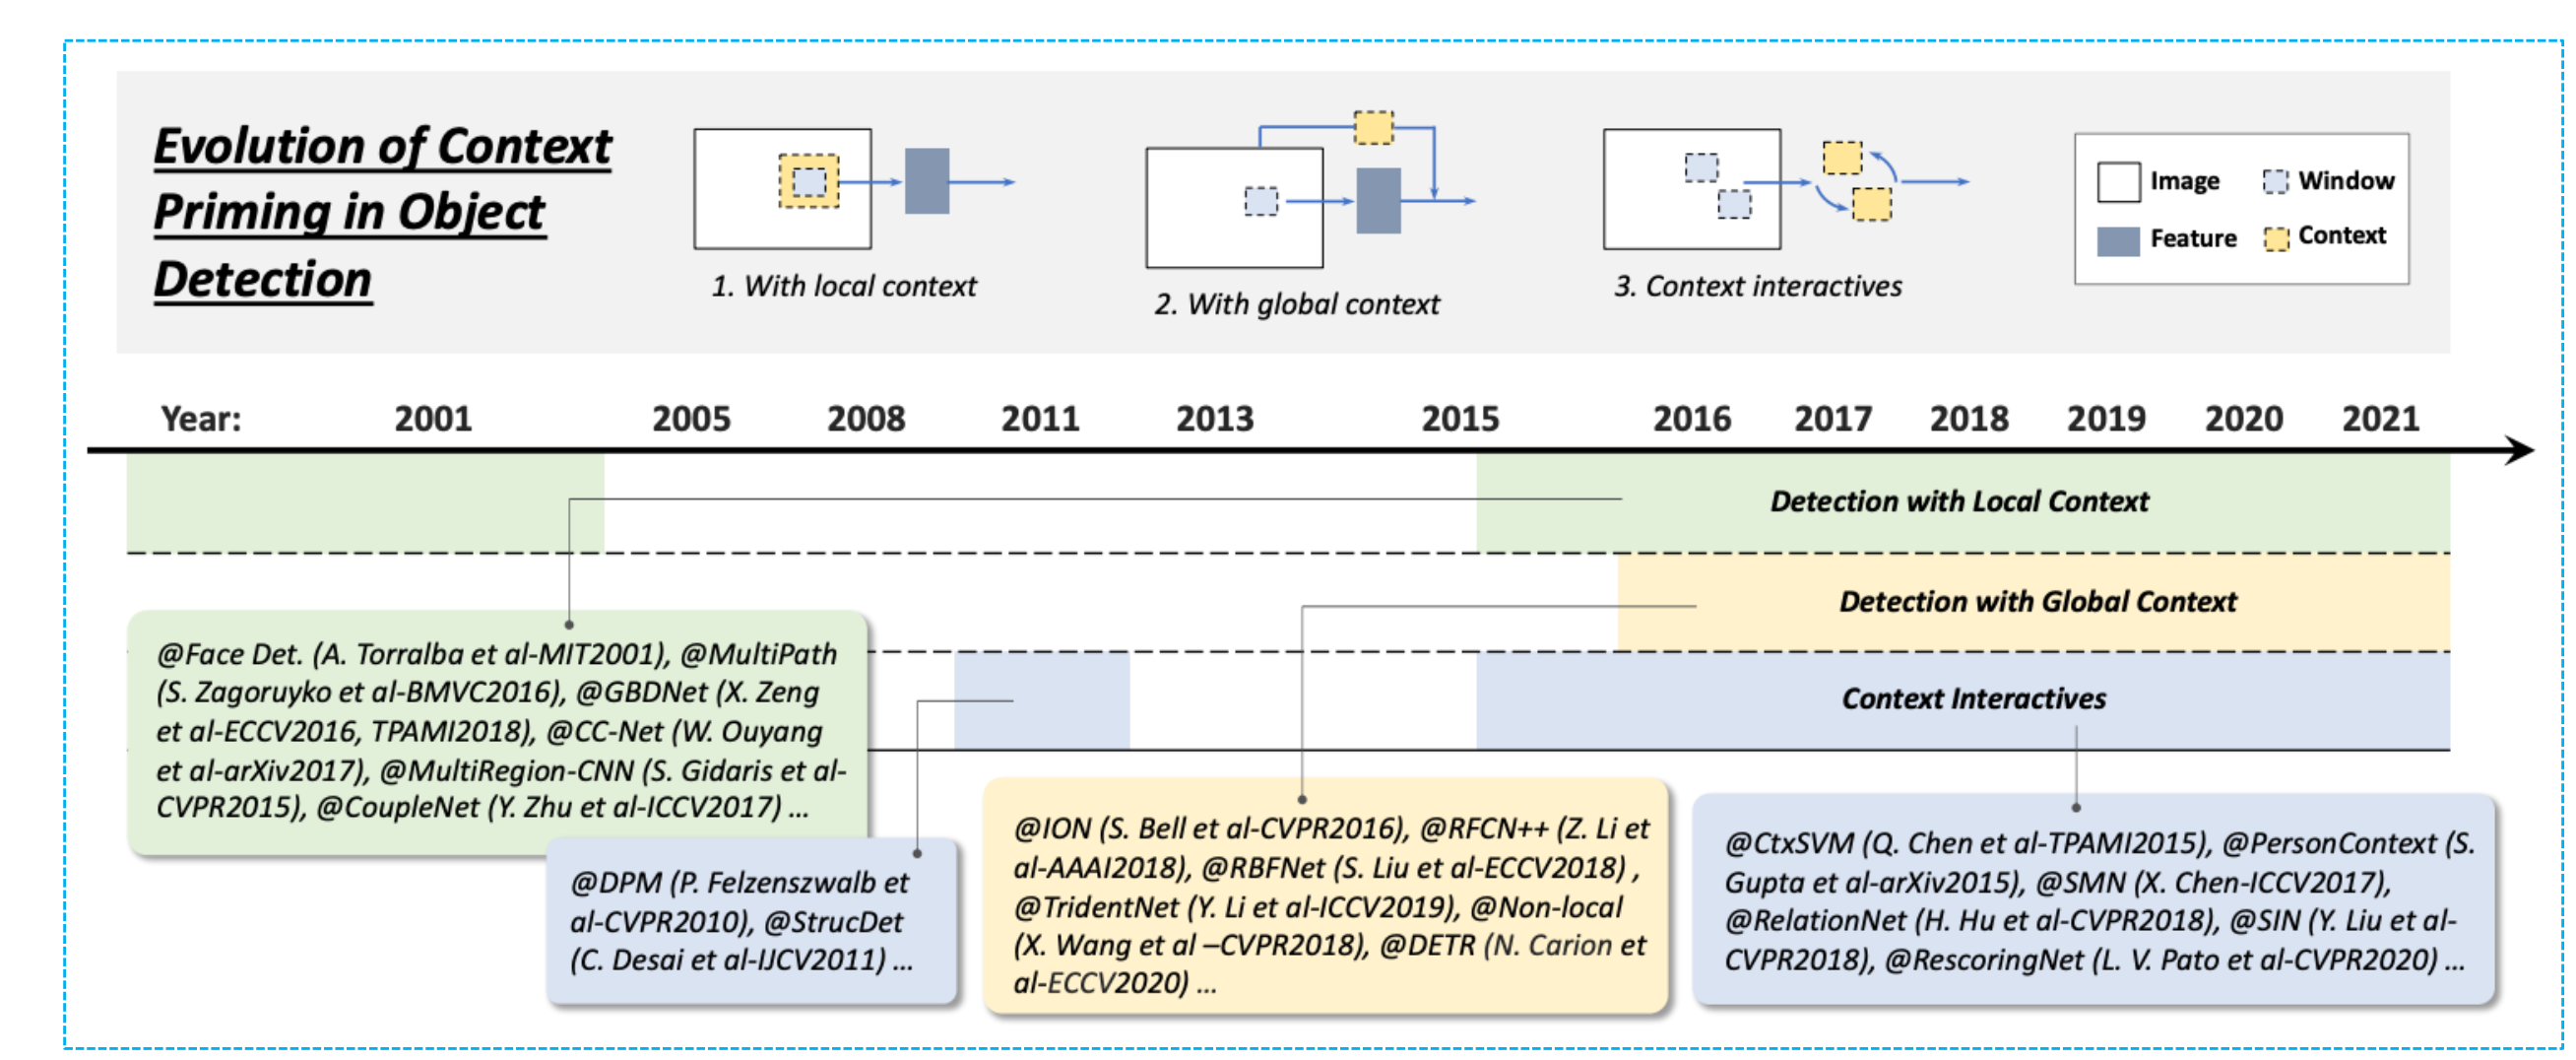 Evolution of Context
Priming in Object
Detection
1. With local context
2. With global context
3. Context interactives
Image
Window
Feature
Context
Year: 2001 2005 2008 2011 2013 2015 2016 2017 2018 2019 2020 2021
Detection with Local Context
Detection with Global Context
Context Interactives
@Face Det. (A. Torralba et al-MIT2001), @MultiPath
(S. Zagoruyko et al-BMVC2016), @GBDNet (X. Zeng
et al-ECCV2016, TPAMI2018), @CC-Net (W. Ouyang
et al-arXiv2017), @MultiRegion-CNN (S. Gidaris et al-
CVPR2015), @CoupleNet (Y. Zhu et al-ICCV2017) ...
@DPM (P. Felzenszwalb et
al-CVPR2010), @StrucDet
(C. Desai et al-IJCV2011) ...
@ION (S. Bell et al-CVPR2016), @RFCN++ (Z. Li et
al-AAAI2018), @RBFNet (S. Liu et al-ECCV2018) ,
@TridentNet (Y. Li et al-ICCV2019), @Non-local
(X. Wang et al –CVPR2018), @DETR (N. Carion et
al-ECCV2020) ...
@CtxSVM (Q. Chen et al-TPAMI2015), @PersonContext (S.
Gupta et al-arXiv2015), @SMN (X. Chen-ICCV2017),
@RelationNet (H. Hu et al-CVPR2018), @SIN (Y. Liu et al-
CVPR2018), @RescoringNet (L. V. Pato et al-CVPR2020) ...